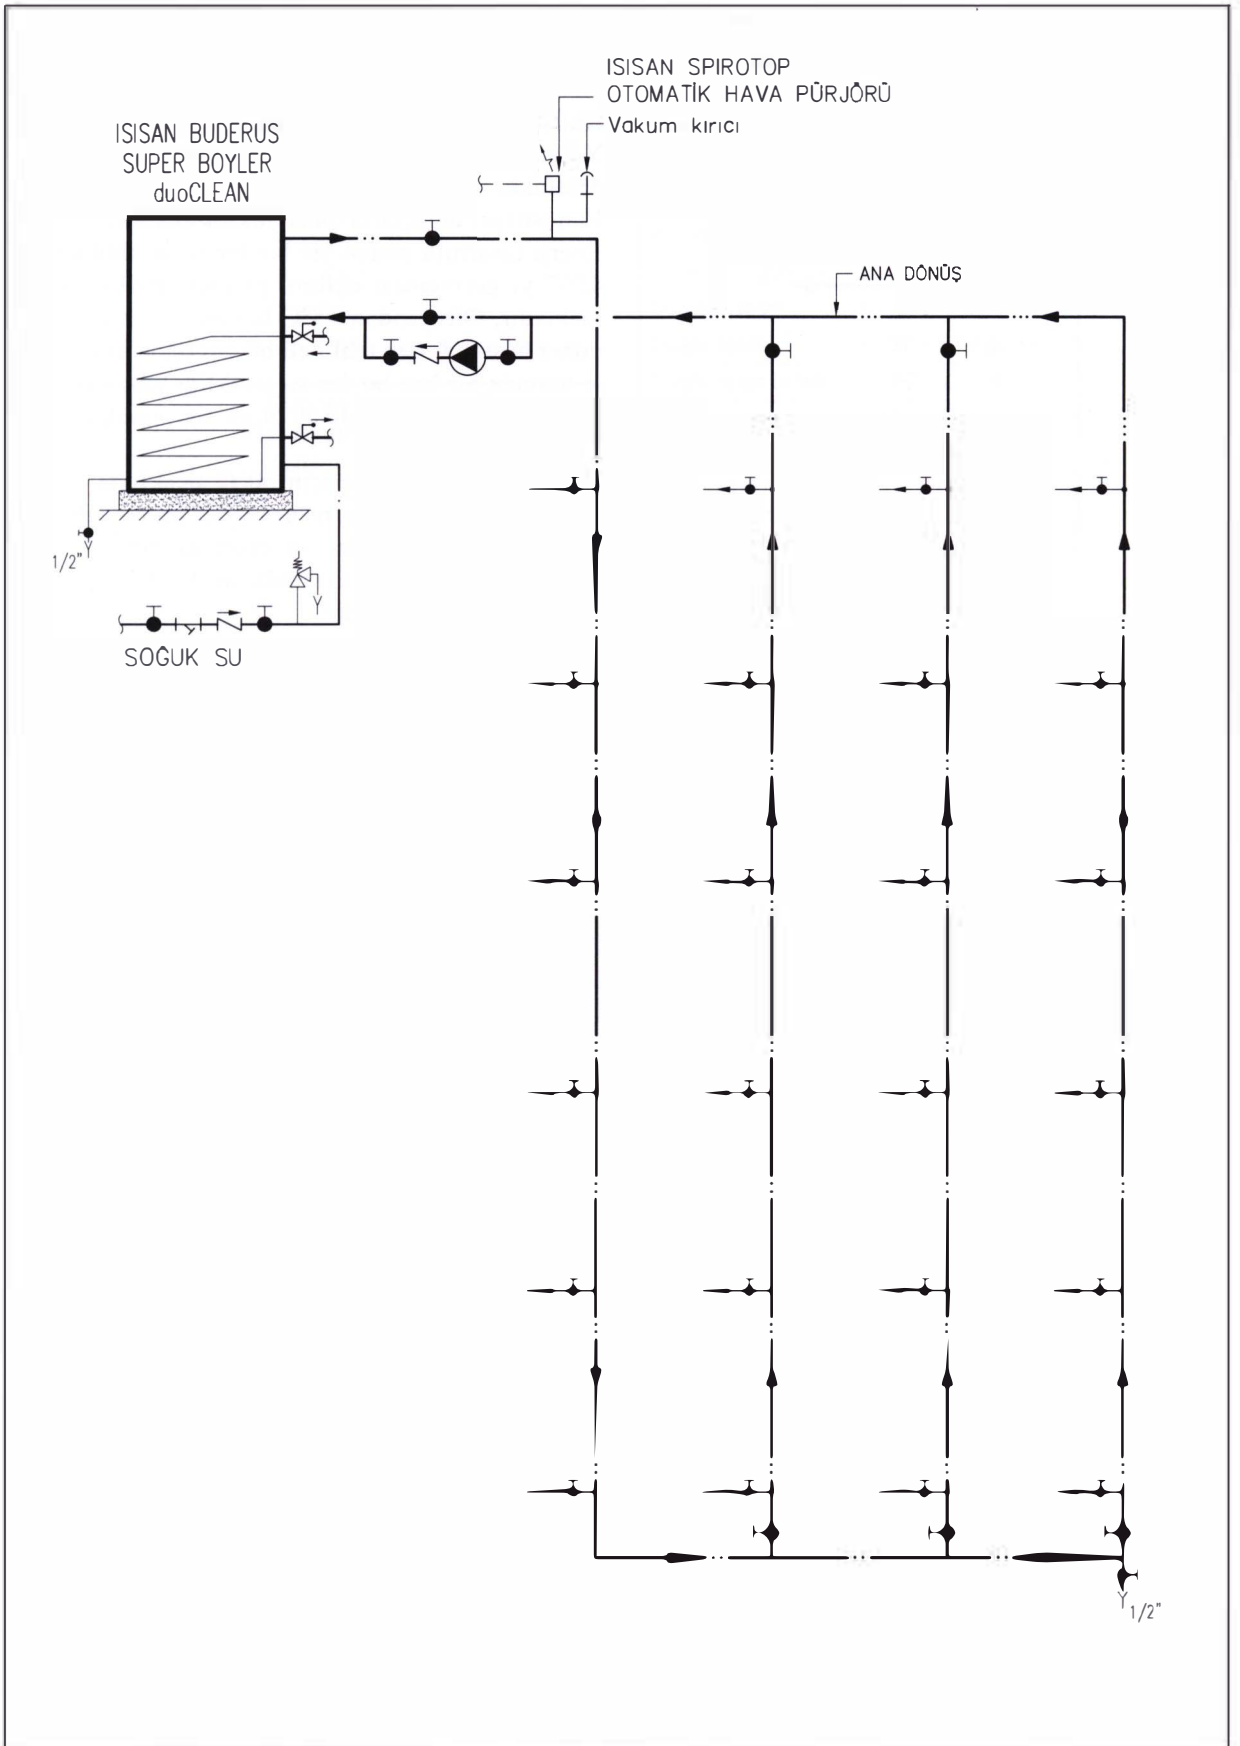 ISISAN SPIROTOP
OTOMATİK HAVA PÜRJÖRÜ
Vakum kırıcı
ISISAN BUDERUS
SUPER BOYLER
duoCLEAN
ANA DÖNÜŞ
1/2"
SOĞUK SU
1/2"